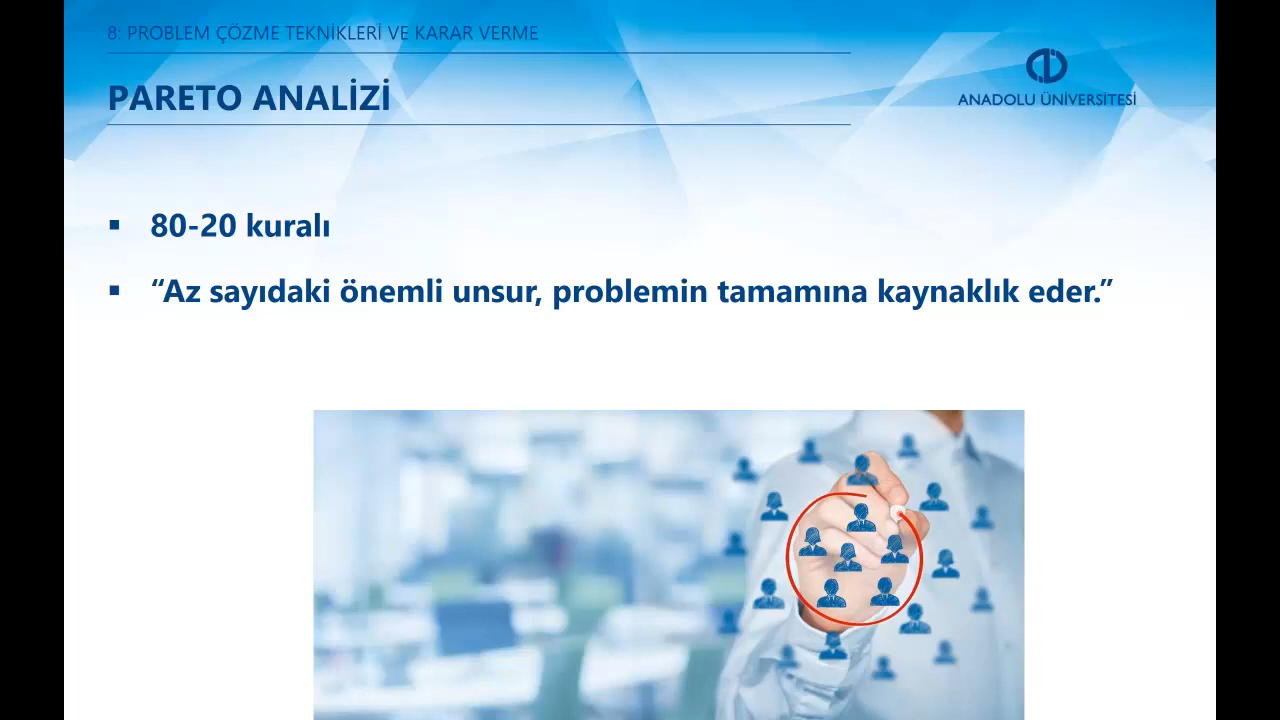 8: PROBLEM ÇÖZME TEKNİKLERİ VE KARAR VERME
PARETO ANALİZİ
ANADOLU ÜNİVERSİTESİ
▪ 80-20 kuralı
▪ “Az sayıdaki önemli unsur, problemin tamamına kaynaklık eder.”